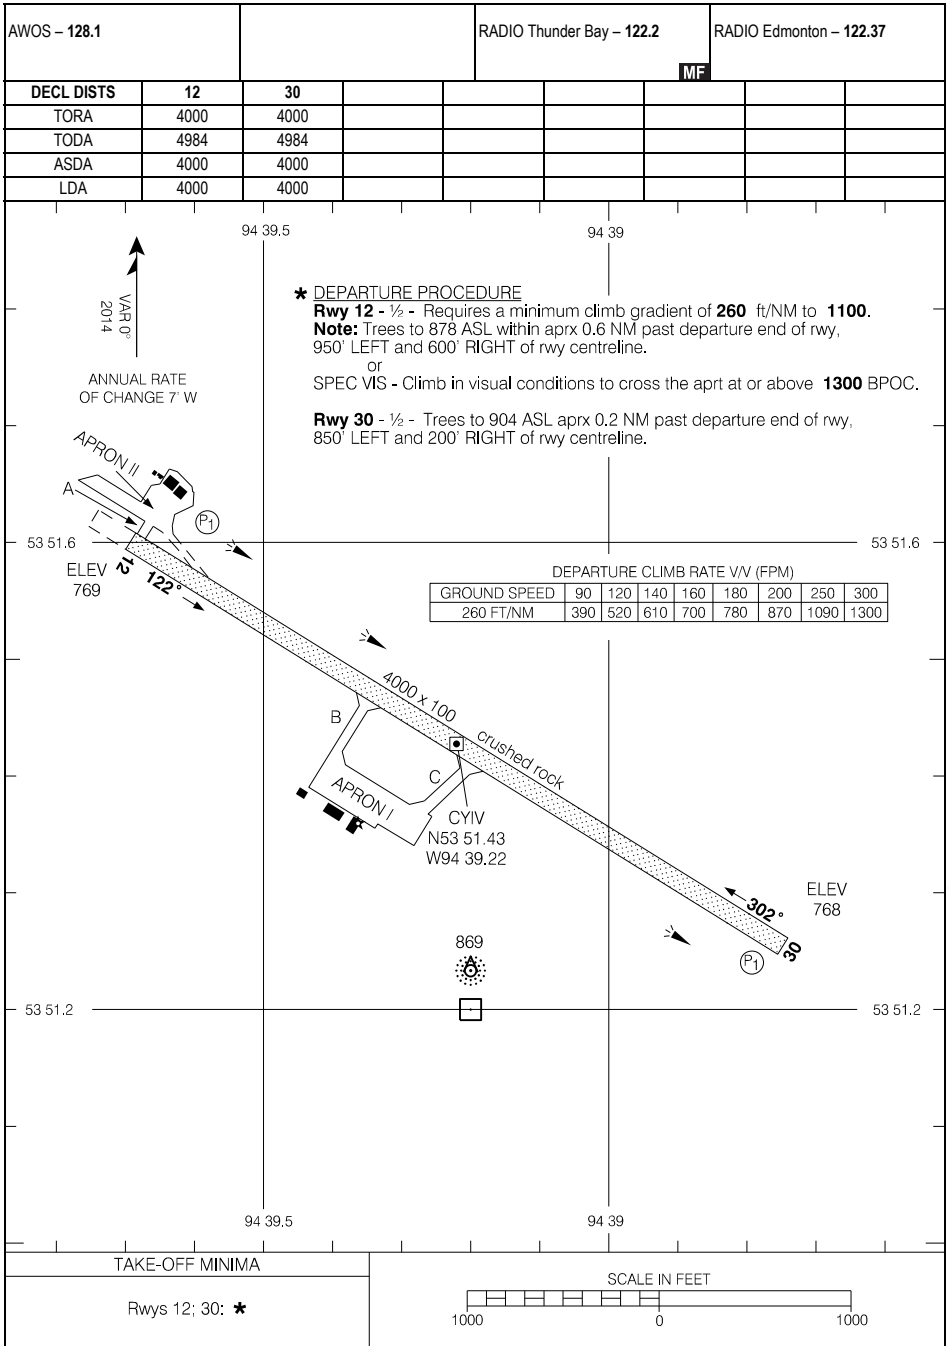 AWOS – 128.1
RADIO Thunder Bay – 122.2
MF
RADIO Edmonton – 122.37
DECL DISTS 12 30
TORA 4000 4000
TODA 4984 4984
ASDA 4000 4000
LDA 4000 4000
94 39.5 94 39
VAR 0°
2014
ANNUAL RATE
OF CHANGE 7' W
* DEPARTURE PROCEDURE
Rwy 12 - ½ - Requires a minimum climb gradient of 260 ft/NM to 1100.
Note: Trees to 878 ASL within aprx 0.6 NM past departure end of rwy,
950' LEFT and 600' RIGHT of rwy centreline.
or
SPEC VIS - Climb in visual conditions to cross the aprt at or above 1300 BPOC.
Rwy 30 - ½ - Trees to 904 ASL aprx 0.2 NM past departure end of rwy,
850' LEFT and 200' RIGHT of rwy centreline.
APRON II
A
P1
53 51.6 53 51.6
ELEV
769
12
122°
DEPARTURE CLIMB RATE V/V (FPM)
GROUND SPEED 90 120 140 160 180 200 250 300
260 FT/NM 390 520 610 700 780 870 1090 1300
4000 x 100
crushed rock
B
C
APRON I
CYIV
N53 51.43
W94 39.22
ELEV
768
302°
30
P1
869
A
53 51.2 53 51.2
94 39.5 94 39
TAKE-OFF MINIMA
Rwys 12; 30: *
SCALE IN FEET
1000 0 1000